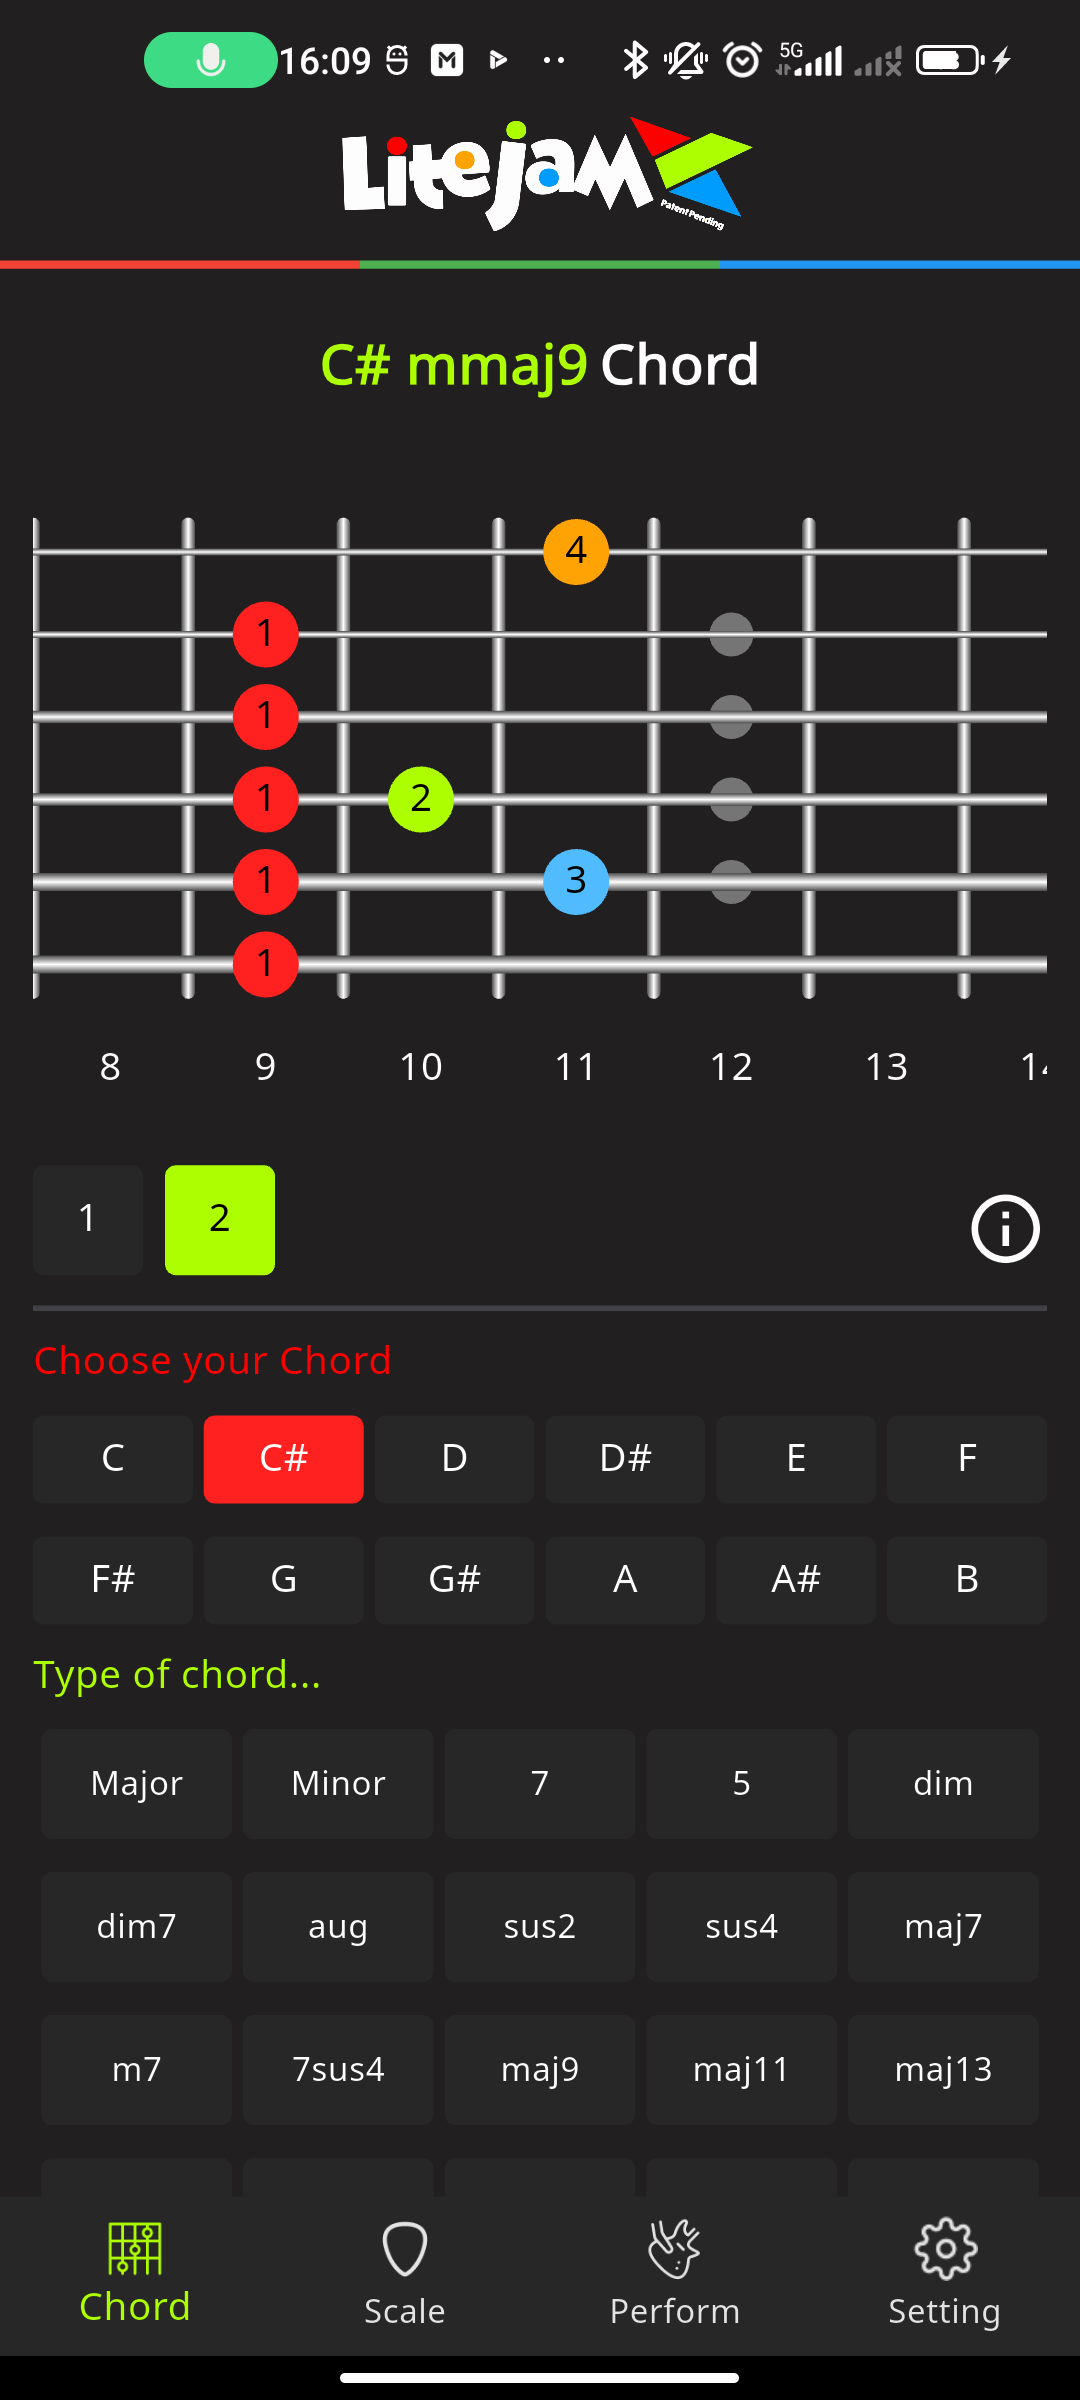 16:09 5G
Litejam
Patent Pending
C# mmaj9 Chord
4
1
1
1 2
1 3
1
8 9 10 11 12 13
1 2
Choose your Chord
C C# D D# E F
F# G G# A A# B
Type of chord...
Major Minor 7 5 dim
dim7 aug sus2 sus4 maj7
m7 7sus4 maj9 maj11 maj13
Chord Scale Perform Setting